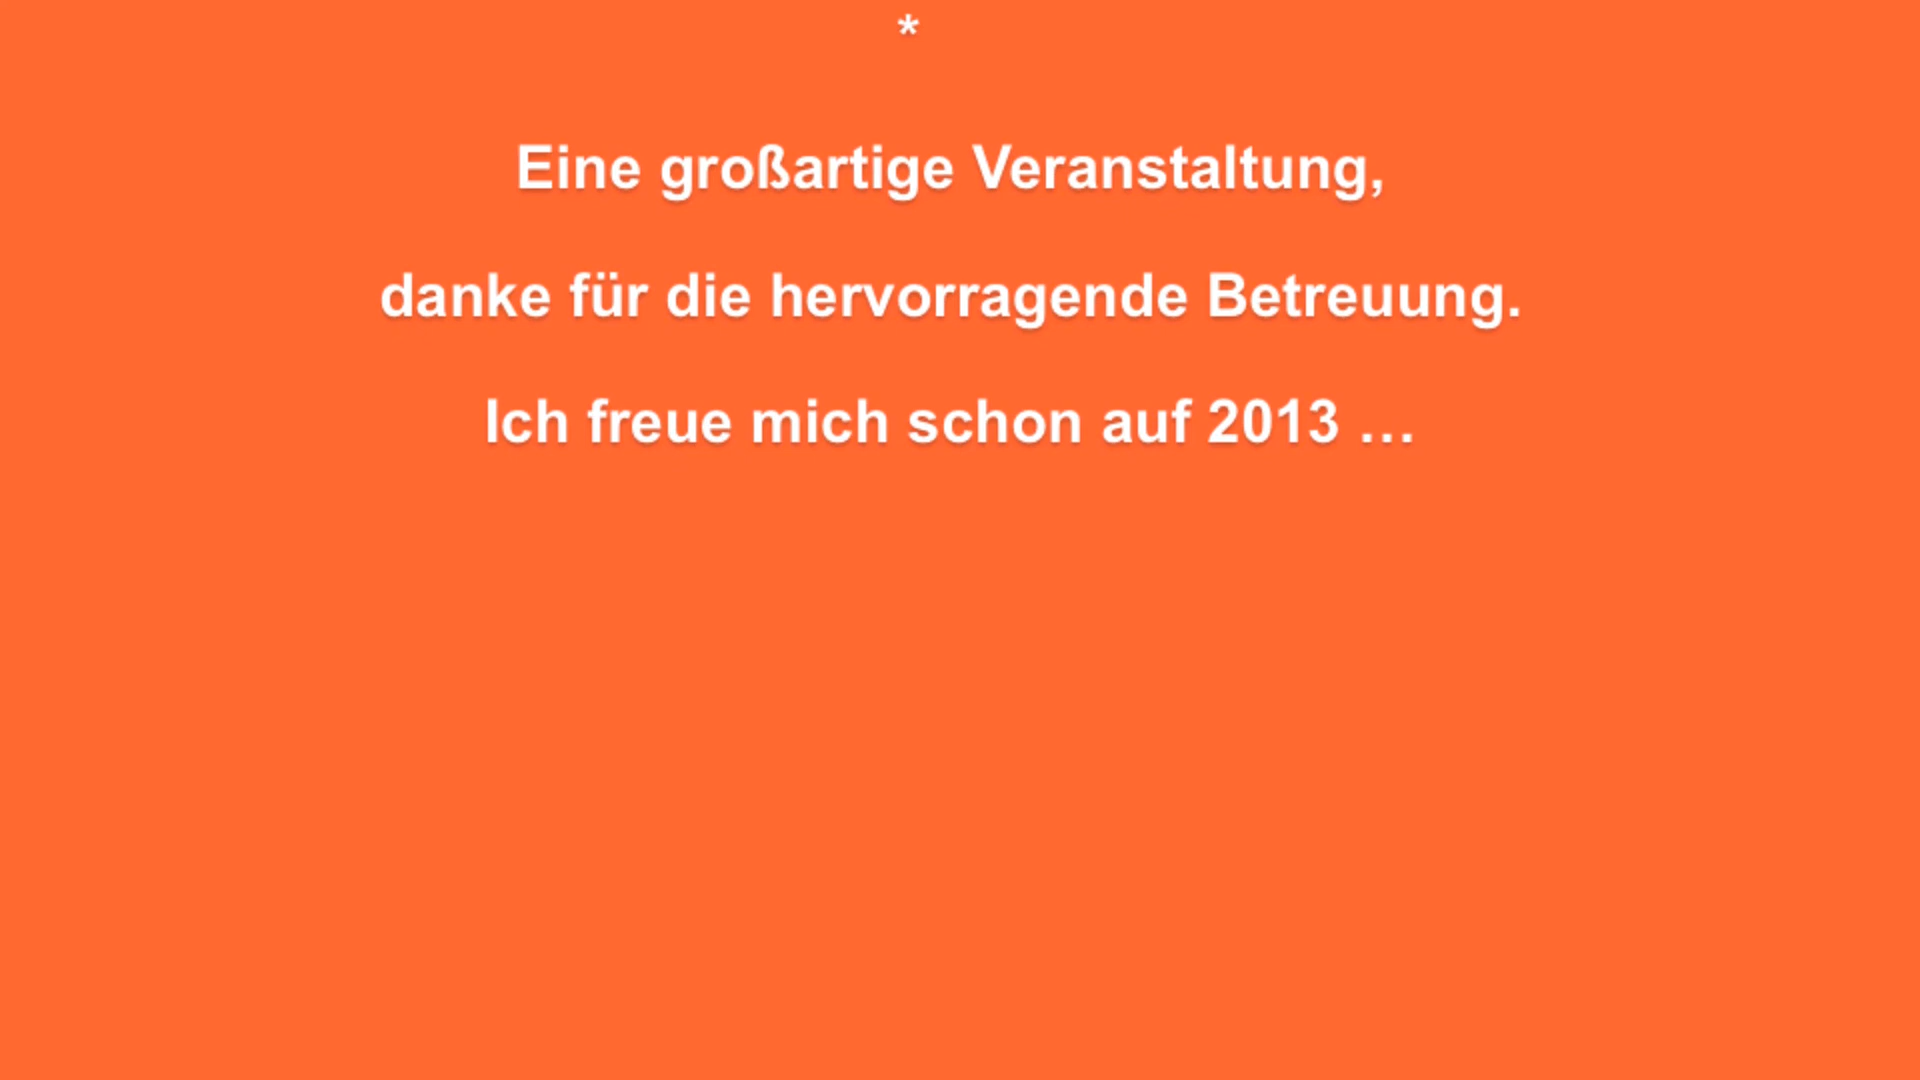 *
Eine großartige Veranstaltung,
danke für die hervorragende Betreuung.
Ich freue mich schon auf 2013 …